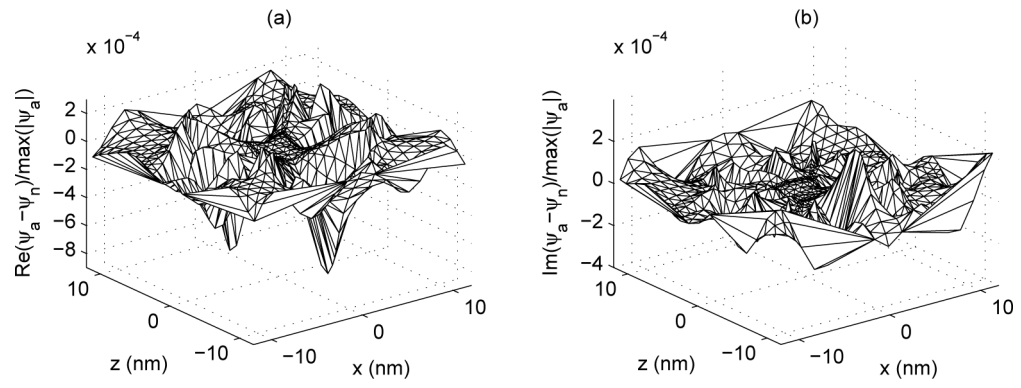 (a)
x 10⁻⁴
Re(ψₐ−ψₙ)/max(|ψₐ|)
2
0
−2
−4
−6
−8
10
0
−10
z (nm)
−10
0
10
x (nm)
(b)
x 10⁻⁴
Im(ψₐ−ψₙ)/max(|ψₐ|)
2
0
−2
−4
10
0
−10
z (nm)
−10
0
10
x (nm)